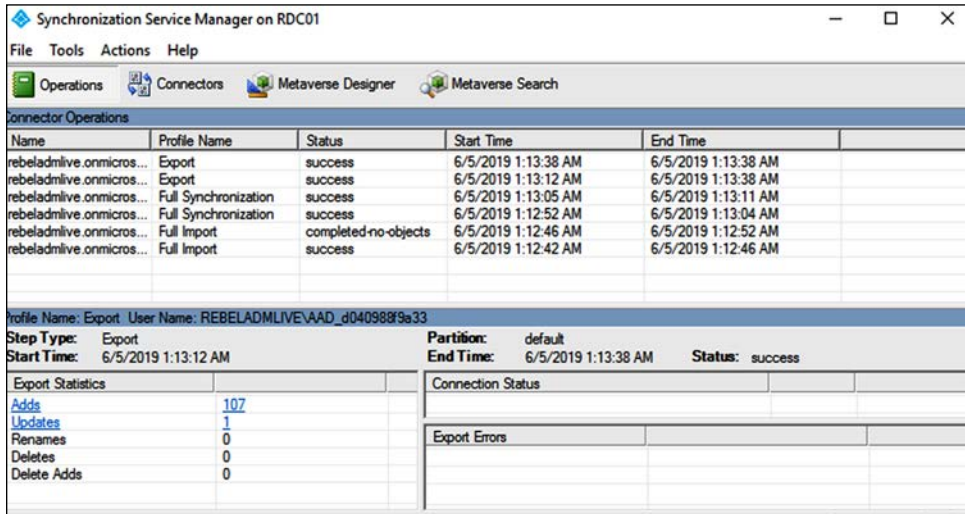 Synchronization Service Manager on RDC01
File Tools Actions Help
Operations Connectors Metaverse Designer Metaverse Search
Connector Operations
Name Profile Name Status Start Time End Time
rebeladmlive.onmicros... Export success 6/5/2019 1:13:38 AM 6/5/2019 1:13:38 AM
rebeladmlive.onmicros... Export success 6/5/2019 1:13:12 AM 6/5/2019 1:13:38 AM
rebeladmlive.onmicros... Full Synchronization success 6/5/2019 1:13:05 AM 6/5/2019 1:13:11 AM
rebeladmlive.onmicros... Full Synchronization success 6/5/2019 1:12:52 AM 6/5/2019 1:13:04 AM
rebeladmlive.onmicros... Full Import completed-no-objects 6/5/2019 1:12:46 AM 6/5/2019 1:12:52 AM
rebeladmlive.onmicros... Full Import success 6/5/2019 1:12:42 AM 6/5/2019 1:12:46 AM
Profile Name: Export User Name: REBELADMLIVE\AAD_d040988f9a33
Step Type: Export Partition: default
Start Time: 6/5/2019 1:13:12 AM End Time: 6/5/2019 1:13:38 AM Status: success
Export Statistics Connection Status
Adds 107
Updates 1
Renames 0 Export Errors
Deletes 0
Delete Adds 0